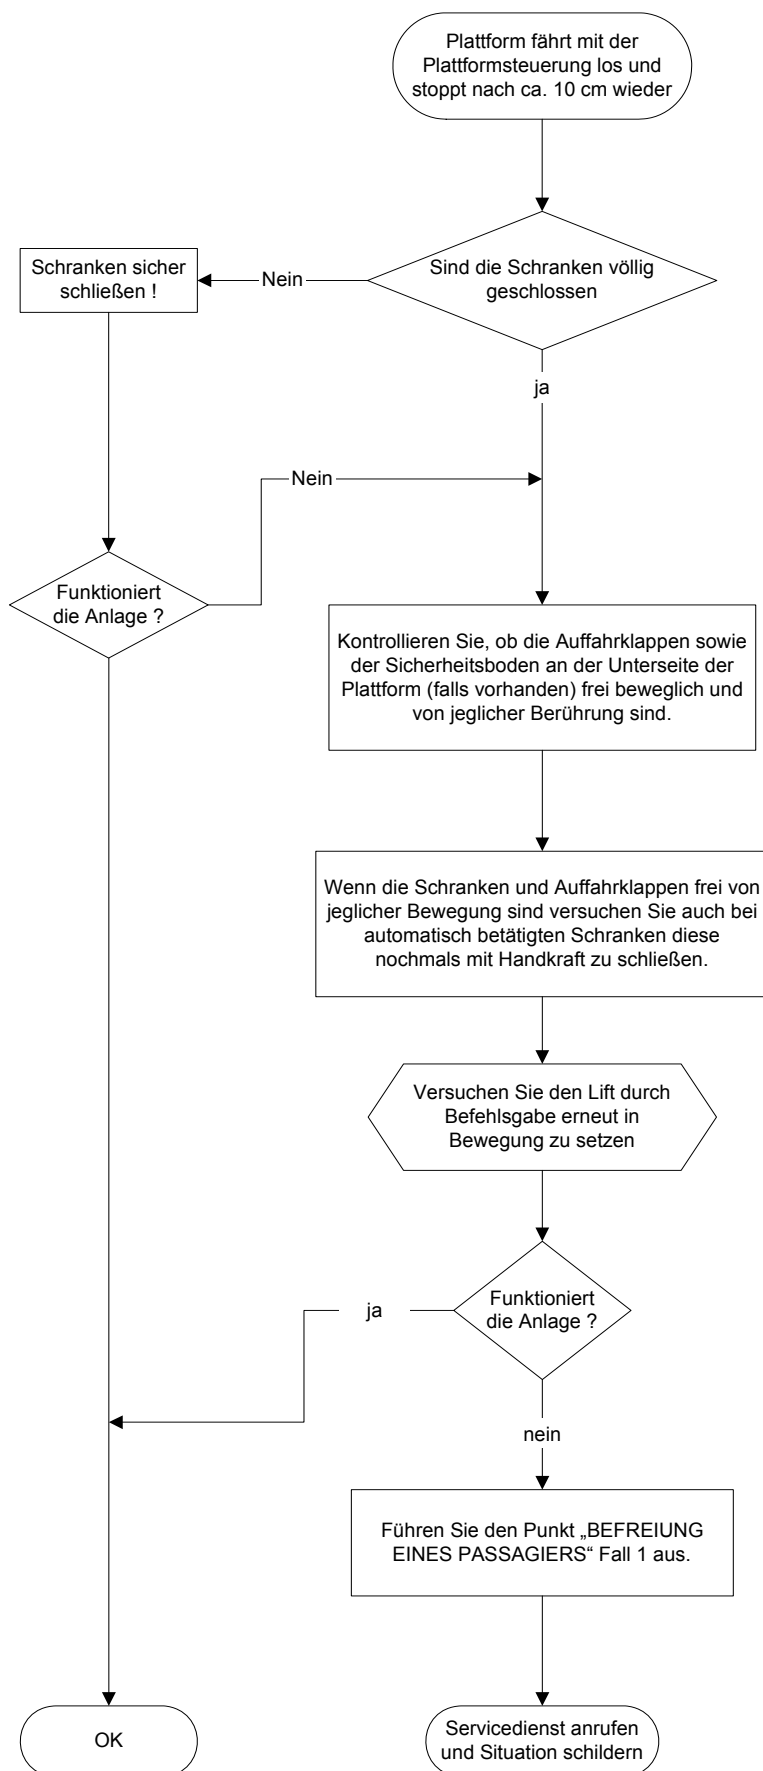 Plattform fährt mit der
Plattformsteuerung los und
stoppt nach ca. 10 cm wieder
Sind die Schranken völlig
geschlossen
Nein
Schranken sicher
schließen !
ja
Nein
Funktioniert
die Anlage ?
Kontrollieren Sie, ob die Auffahrklappen sowie
der Sicherheitsboden an der Unterseite der
Plattform (falls vorhanden) frei beweglich und
von jeglicher Berührung sind.
Wenn die Schranken und Auffahrklappen frei von
jeglicher Bewegung sind versuchen Sie auch bei
automatisch betätigten Schranken diese
nochmals mit Handkraft zu schließen.
Versuchen Sie den Lift durch
Befehlsgabe erneut in
Bewegung zu setzen
Funktioniert
die Anlage ?
ja
nein
Führen Sie den Punkt „BEFREIUNG
EINES PASSAGIERS“ Fall 1 aus.
OK
Servicedienst anrufen
und Situation schildern